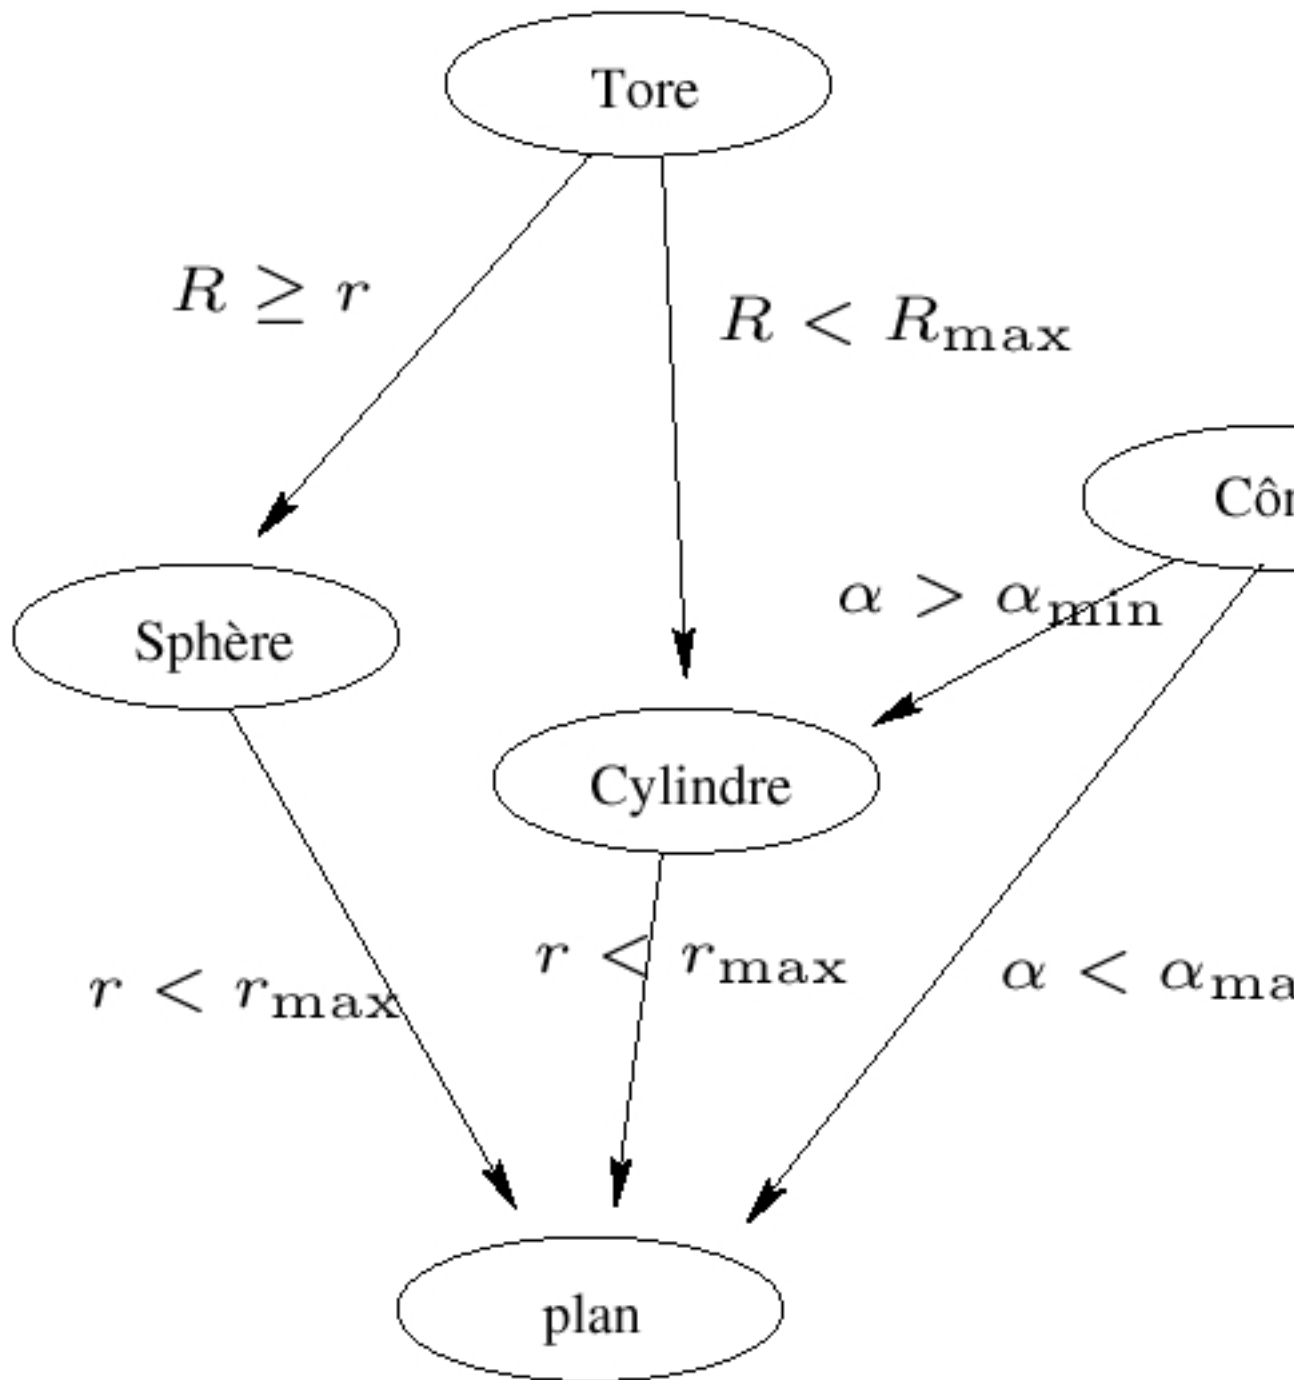 Tore
R ≥ r
R < R_max
Sphère
α > α_min
Cylindre
r < r_max
r < r_max
α < α
plan